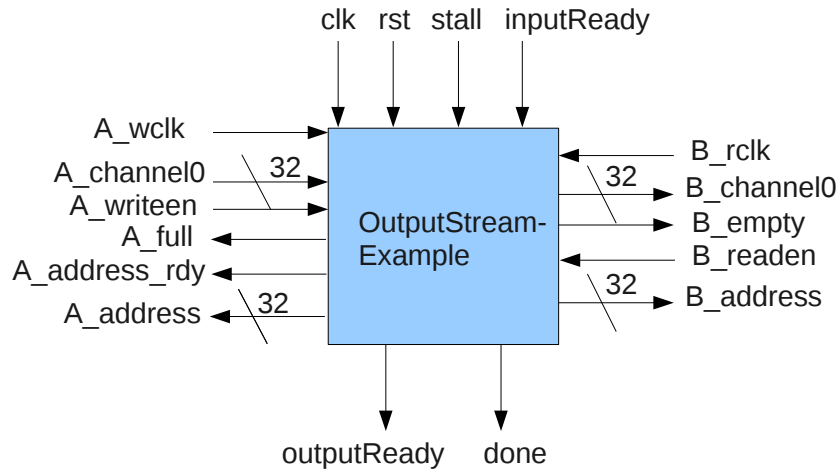 clk rst stall inputReady
A_wclk
A_channel0
32
A_writeen
A_full
A_address_rdy
A_address
32
OutputStream-
Example
B_rclk
32
B_channel0
B_empty
B_readen
32
B_address
outputReady done